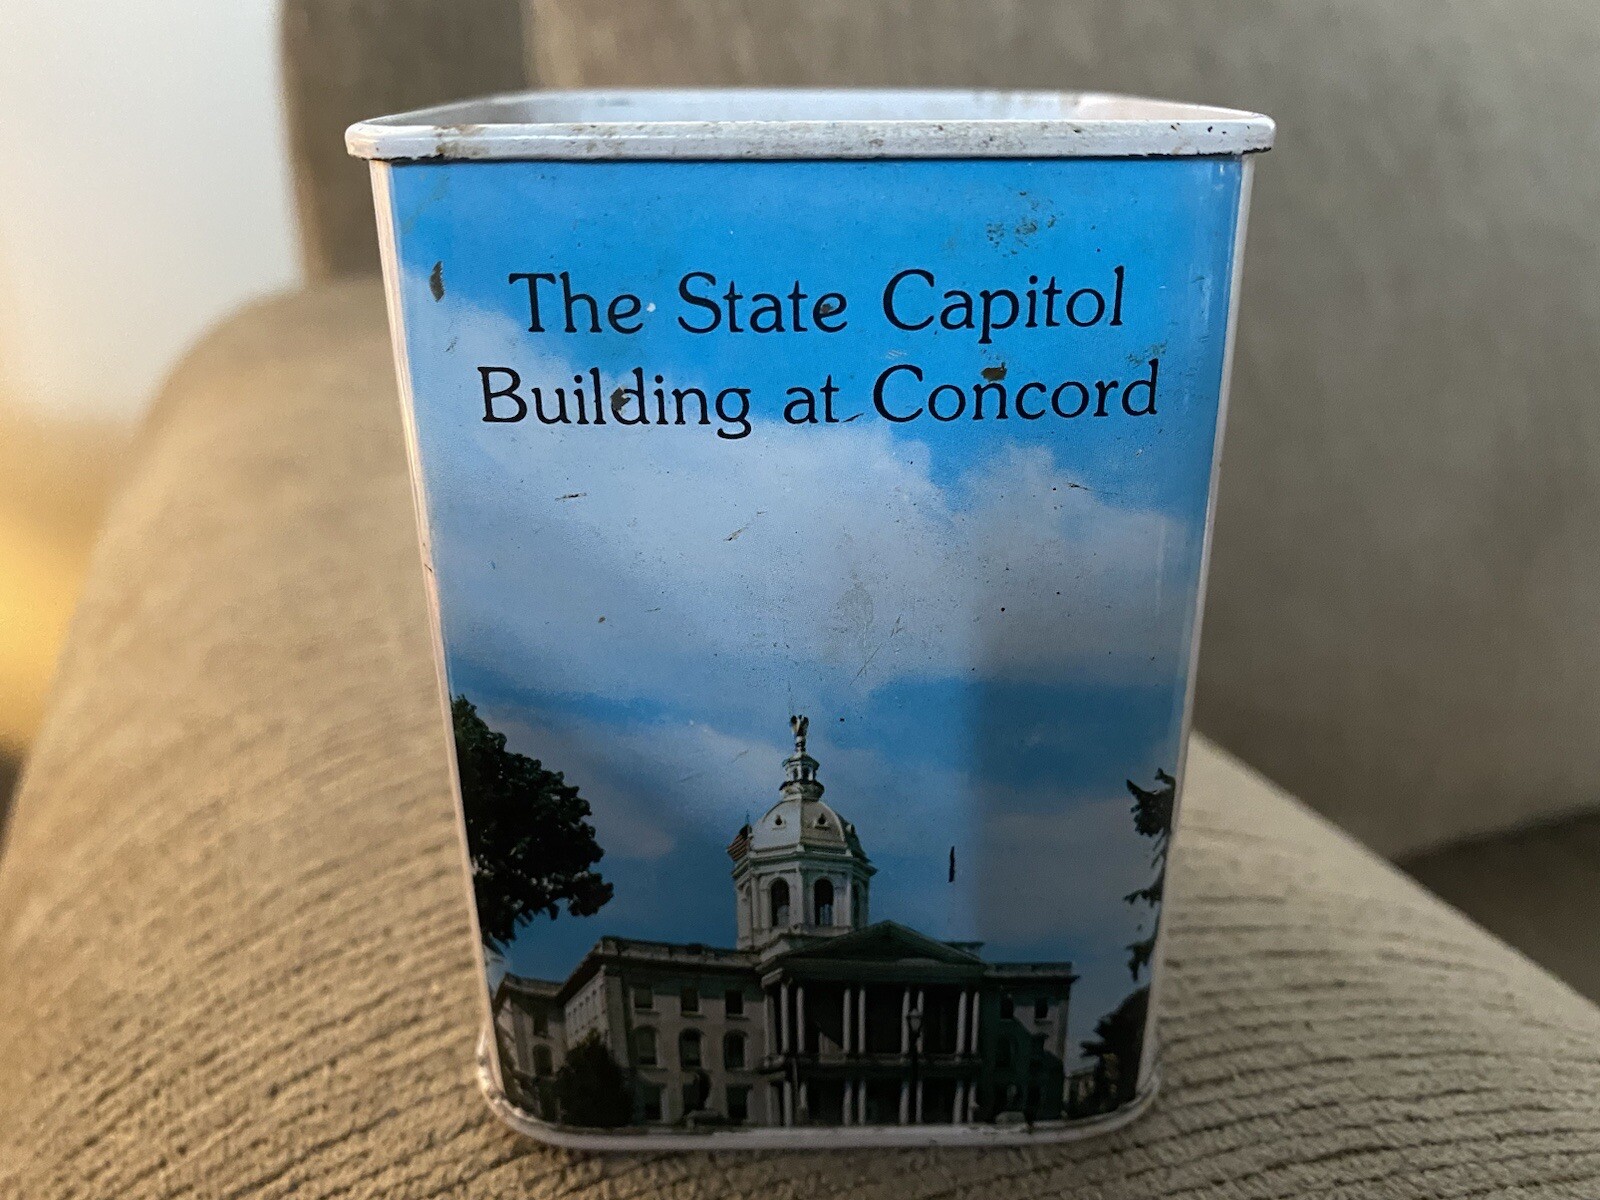 The State Capitol
Building at Concord